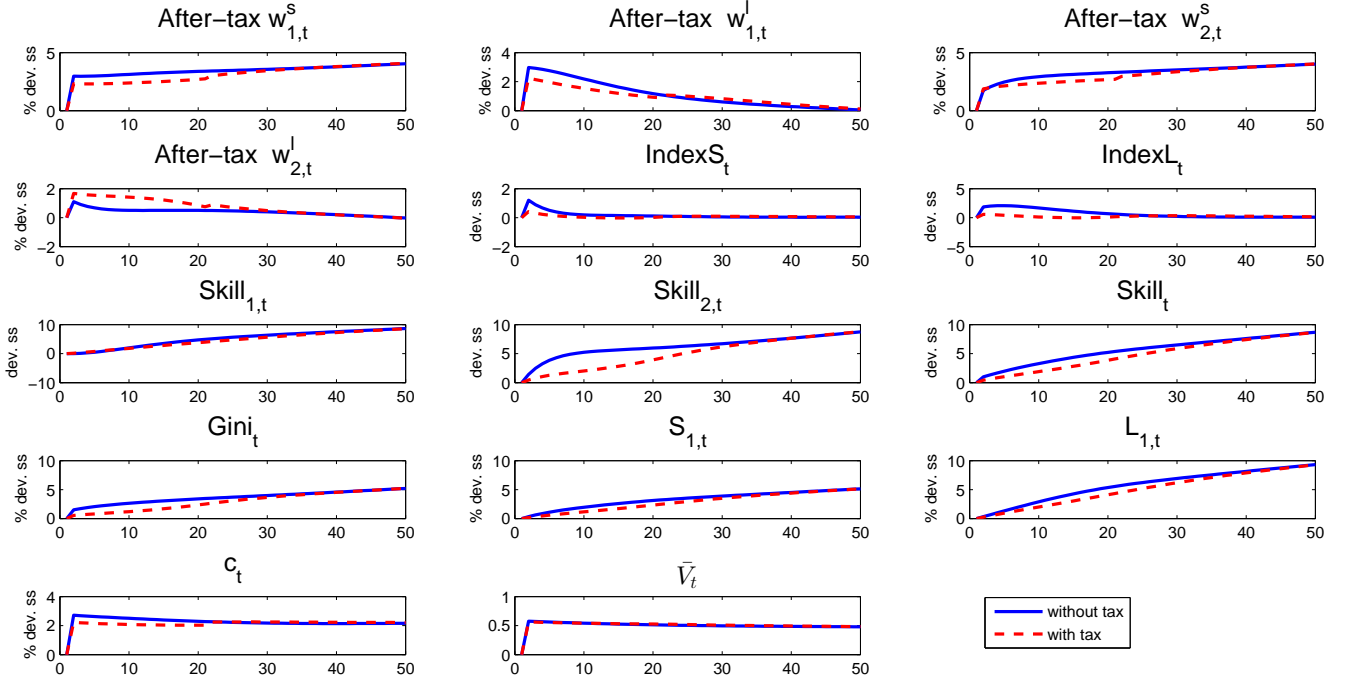 After−tax w^s_{1,t}
% dev. ss
5
0
0 10 20 30 40 50
After−tax w^l_{1,t}
% dev. ss
4
2
0
0 10 20 30 40 50
After−tax w^s_{2,t}
% dev. ss
5
0
0 10 20 30 40 50
After−tax w^l_{2,t}
% dev. ss
2
0
−2
0 10 20 30 40 50
IndexS_t
dev. ss
2
0
−2
0 10 20 30 40 50
IndexL_t
dev. ss
5
0
−5
0 10 20 30 40 50
Skill_{1,t}
dev. ss
10
0
−10
0 10 20 30 40 50
Skill_{2,t}
dev. ss
10
5
0
0 10 20 30 40 50
Skill_t
dev. ss
10
5
0
0 10 20 30 40 50
Gini_t
% dev. ss
10
5
0
0 10 20 30 40 50
S_{1,t}
% dev. ss
10
5
0
0 10 20 30 40 50
L_{1,t}
% dev. ss
10
5
0
0 10 20 30 40 50
c_t
% dev. ss
4
2
0
0 10 20 30 40 50
V̄_t
% dev. ss
1
0.5
0
0 10 20 30 40 50
without tax
with tax